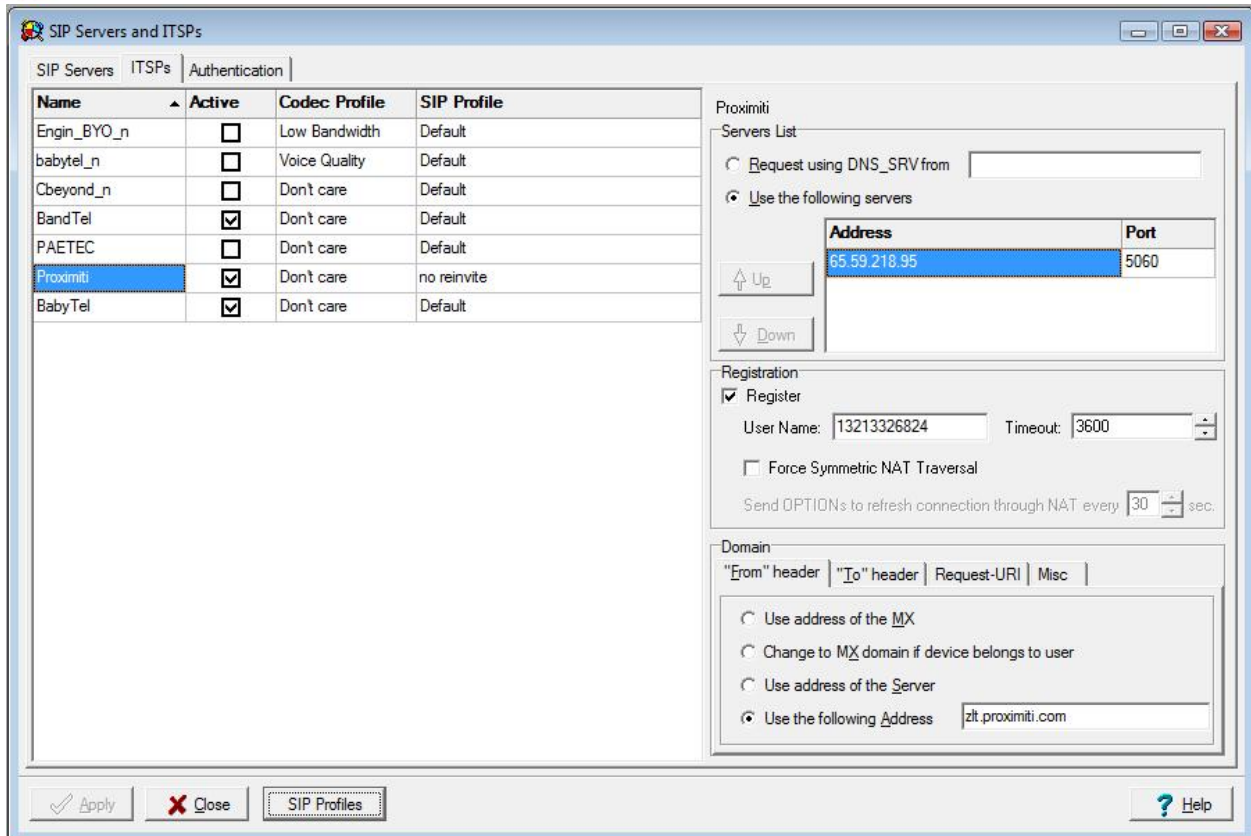 SIP Servers and ITSPs
SIP Servers ITSPs Authentication
Name Active Codec Profile SIP Profile
Engin_BYO_n Low Bandwidth Default
babytel_n Voice Quality Default
Cbeyond_n Don't care Default
BandTel Don't care Default
PAETEC Don't care Default
Proximiti Don't care no reinvite
BabyTel Don't care Default
Proximiti
Servers List
Request using DNS_SRV from
Use the following servers
Address Port
65.59.218.95 5060
Up
Down
Registration
Register
User Name: 13213326824 Timeout: 3600
Force Symmetric NAT Traversal
Send OPTIONs to refresh connection through NAT every 30 sec.
Domain
"From" header "To" header Request-URI Misc
Use address of the MX
Change to MX domain if device belongs to user
Use address of the Server
Use the following Address zlt.proximiti.com
Apply Close SIP Profiles ? Help